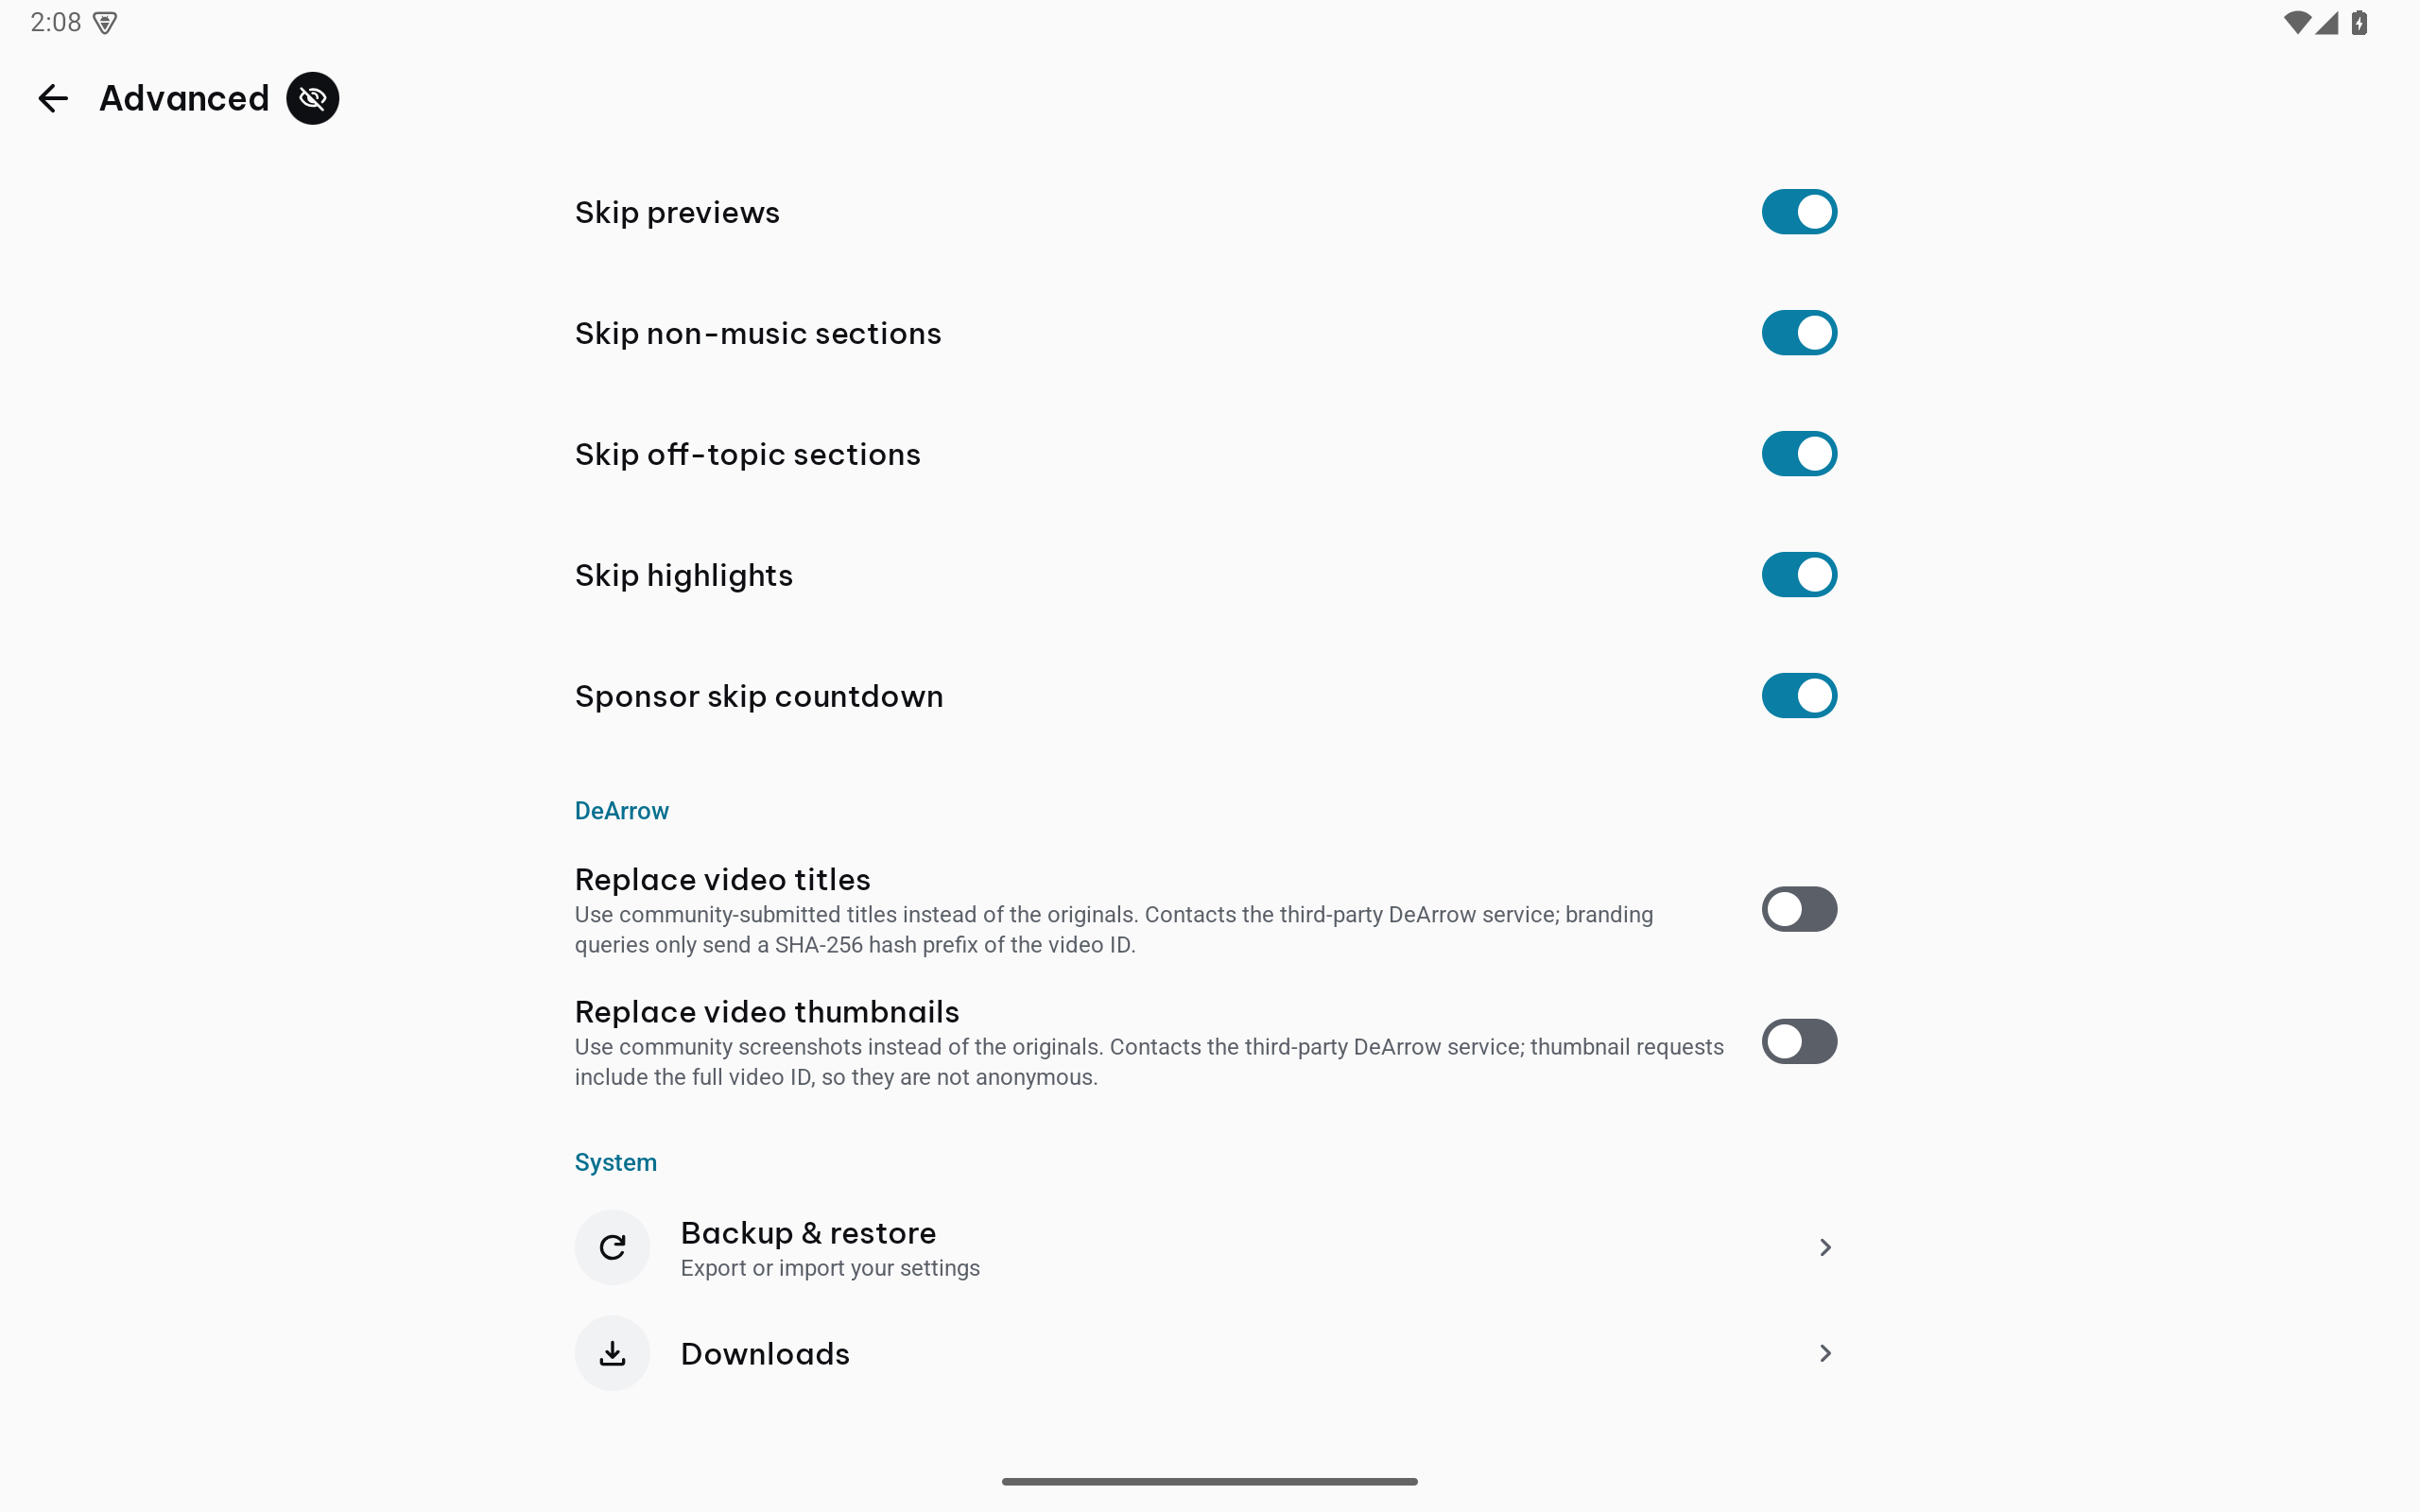 2:08
Advanced
Skip previews
Skip non-music sections
Skip off-topic sections
Skip highlights
Sponsor skip countdown
DeArrow
Replace video titles
Use community-submitted titles instead of the originals. Contacts the third-party DeArrow service; branding
queries only send a SHA-256 hash prefix of the video ID.
Replace video thumbnails
Use community screenshots instead of the originals. Contacts the third-party DeArrow service; thumbnail requests
include the full video ID, so they are not anonymous.
System
Backup & restore
Export or import your settings
Downloads